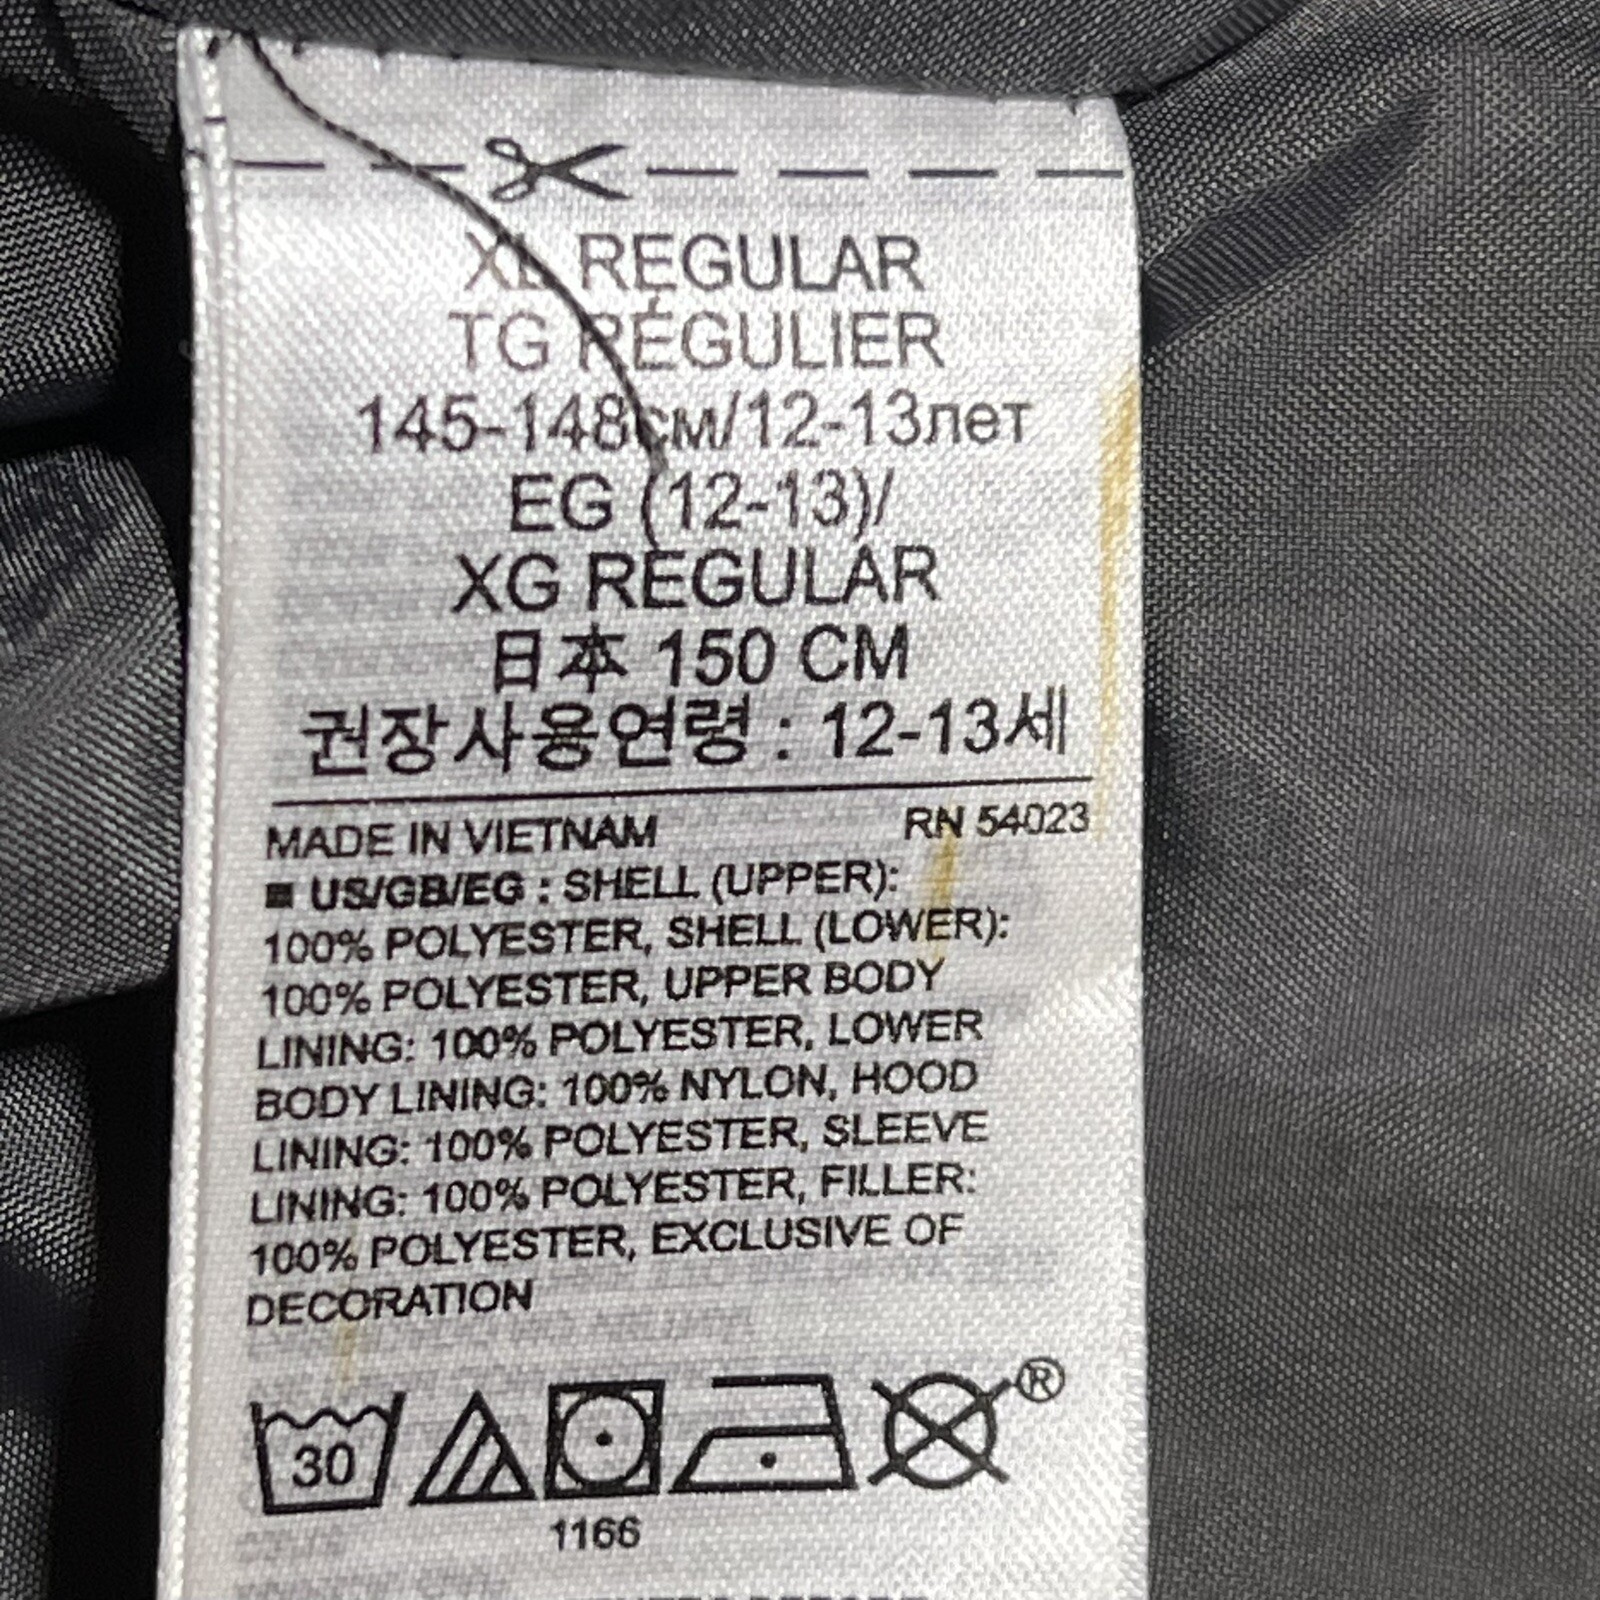 XL REGULAR
TG RÉGULIER
145-148см/12-13лет
EG (12-13)/
XG REGULAR
日本 150 CM
권장사용연령 : 12-13세
MADE IN VIETNAM RN 54023
■ US/GB/EG : SHELL (UPPER):
100% POLYESTER, SHELL (LOWER):
100% POLYESTER, UPPER BODY
LINING: 100% POLYESTER, LOWER
BODY LINING: 100% NYLON, HOOD
LINING: 100% POLYESTER, SLEEVE
LINING: 100% POLYESTER, FILLER:
100% POLYESTER, EXCLUSIVE OF
DECORATION
30 ®
1166